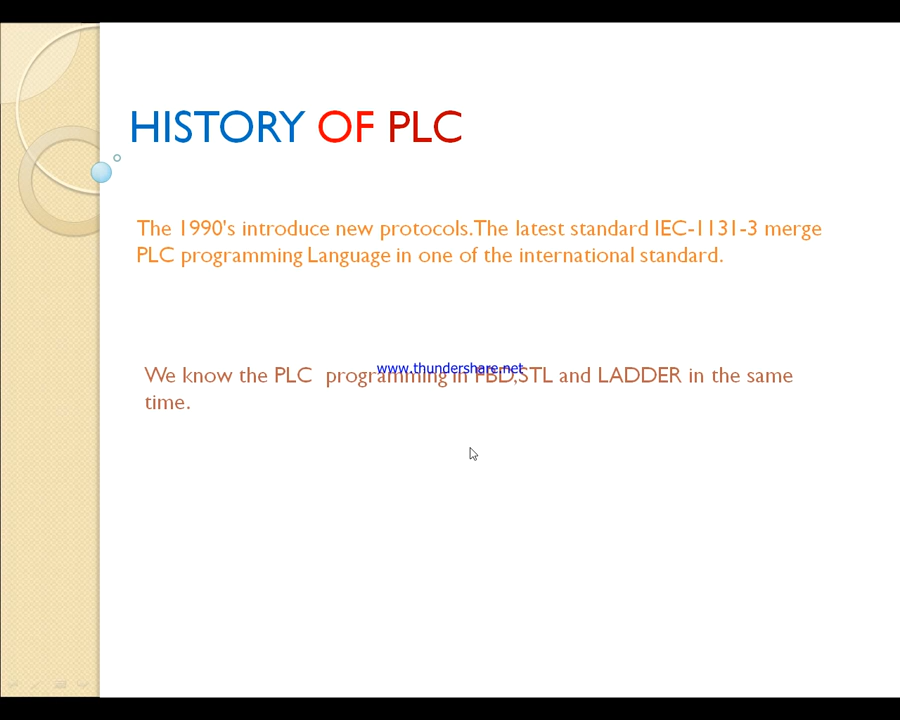 HISTORY OF PLC
The 1990's introduce new protocols.The latest standard IEC-1131-3 merge
PLC programming Language in one of the international standard.
www.thundershare.net
We know the PLC programming in FBD,STL and LADDER in the same
time.